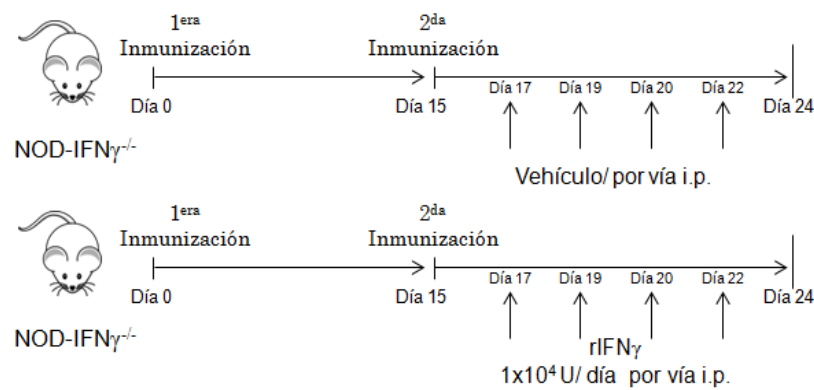 1ᵉʳᵃ 2ᵈᵃ
Inmunización Inmunización
Día 17 Día 19 Día 20 Día 22
Día 0 Día 15 Día 24
NOD-IFNγ⁻/⁻
Vehículo/ por vía i.p.
1ᵉʳᵃ 2ᵈᵃ
Inmunización Inmunización
Día 17 Día 19 Día 20 Día 22
Día 0 Día 15 Día 24
NOD-IFNγ⁻/⁻
rIFNγ
1x10⁴ U/ día por vía i.p.